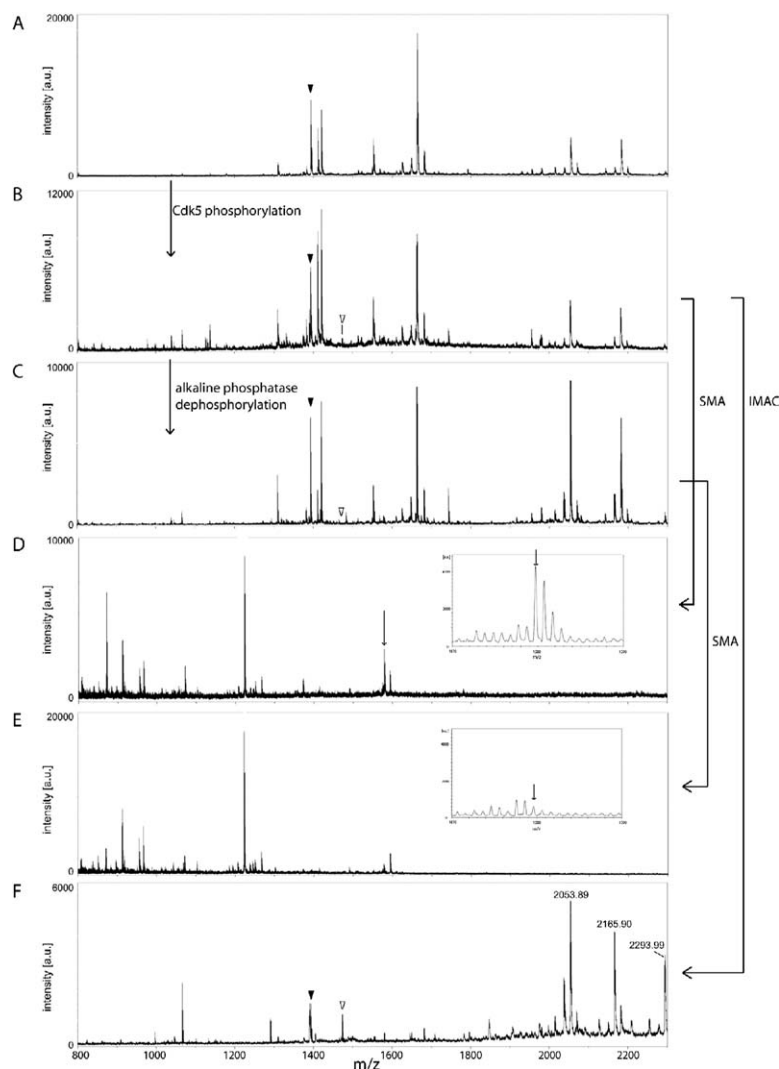 A
20000
intensity [a.u.]
0
B
12000
intensity [a.u.]
0
Cdk5 phosphorylation
C
10000
intensity [a.u.]
0
alkaline phosphatase
dephosphorylation
SMA
IMAC
D
10000
intensity [a.u.]
0
SMA
E
20000
intensity [a.u.]
0
F
6000
intensity [a.u.]
0
2053.89
2165.90
2293.99
800 1000 1200 1400 1600 1800 2000 2200
m/z